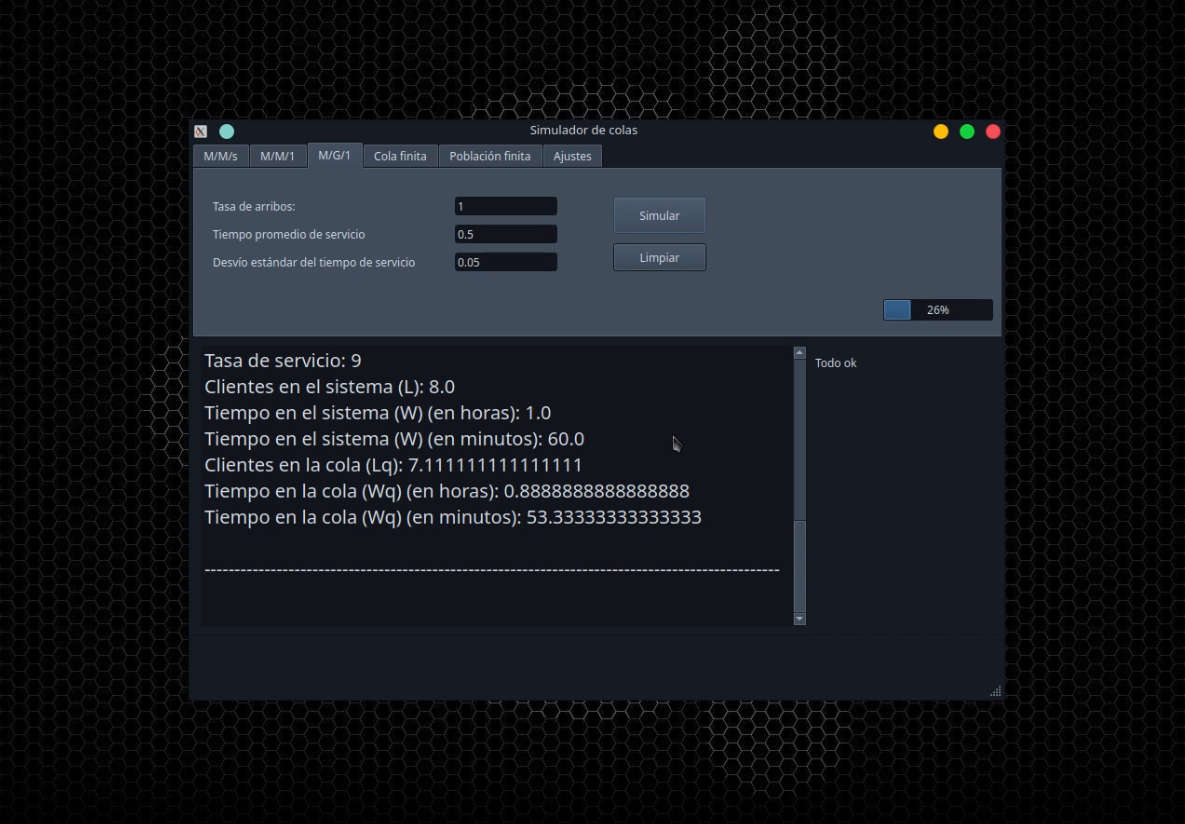 Simulador de colas
M/M/s M/M/1 M/G/1 Cola finita Población finita Ajustes
Tasa de arribos: 1
Simular
Tiempo promedio de servicio 0.5
Desvío estándar del tiempo de servicio 0.05
Limpiar
26%
Tasa de servicio: 9
Todo ok
Clientes en el sistema (L): 8.0
Tiempo en el sistema (W) (en horas): 1.0
Tiempo en el sistema (W) (en minutos): 60.0
Clientes en la cola (Lq): 7.111111111111111
Tiempo en la cola (Wq) (en horas): 0.8888888888888888
Tiempo en la cola (Wq) (en minutos): 53.33333333333333
------------------------------------------------------------------------------------------------